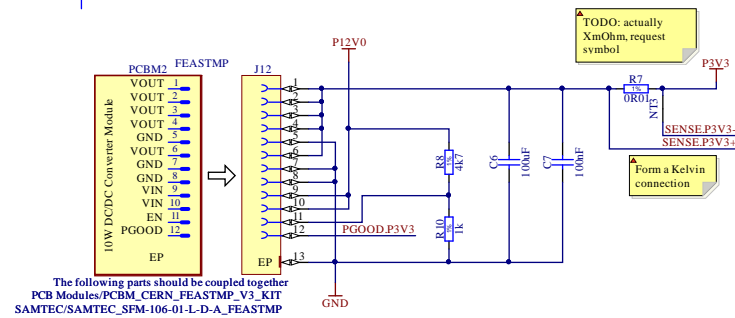 TODO: actually
XmOhm, request
symbol
P12V0
P3V3
FEASTMP
PCBM2
J12
R7
1%
0R01
NT3
10W DC/DC Converter Module
VOUT 1
VOUT 2
VOUT 3
VOUT 4
GND 5
VOUT 6
GND 7
GND 8
VIN 9
VIN 10
EN 11
PGOOD 12
EP
1
2
3
4
5
6
7
8
9
10
11
12
EP 13
R8
1%
4k7
R10
1%
1k
C6
100uF
C7
100nF
SENSE.P3V3-
SENSE.P3V3+
Form a Kelvin
connection
PGOOD.P3V3
GND
The following parts should be coupled together
PCB Modules/PCBM_CERN_FEASTMP_V3_KIT
SAMTEC/SAMTEC_SFM-106-01-L-D-A_FEASTMP